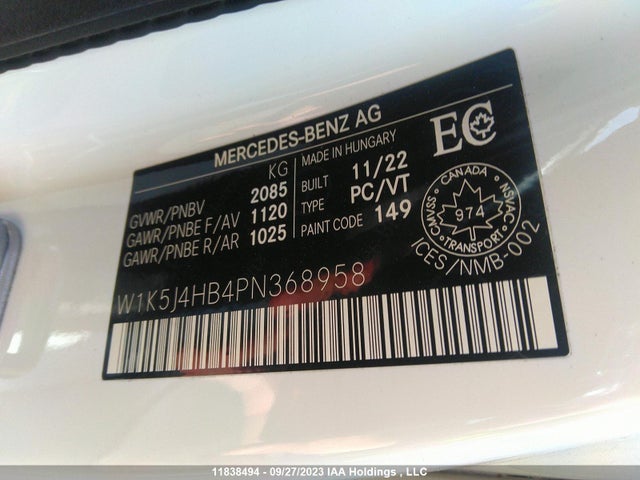 MERCEDES-BENZ AG
KG
MADE IN HUNGARY
GVWR/PNBV 2085
BUILT 11/22
GAWR/PNBE F/AV 1120
TYPE PC/VT
GAWR/PNBE R/AR 1025
PAINT CODE 149
EC
CANADA
CMVSS 974 NSVAC
TRANSPORT
ICES/NMB-002
W1K5J4HB4PN368958
11838494 - 09/27/2023 IAA Holdings , LLC